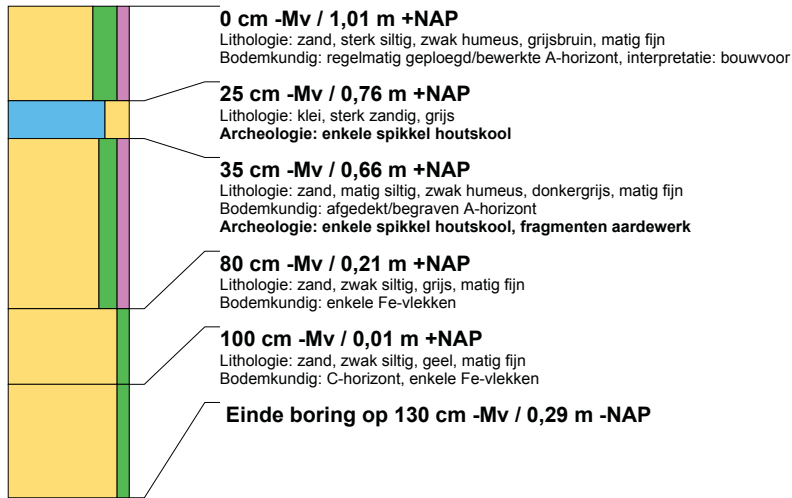 0 cm -Mv / 1,01 m +NAP
Lithologie: zand, sterk siltig, zwak humeus, grijsbruin, matig fijn
Bodemkundig: regelmatig geploegd/bewerkte A-horizont, interpretatie: bouwvoor
25 cm -Mv / 0,76 m +NAP
Lithologie: klei, sterk zandig, grijs
Archeologie: enkele spikkel houtskool
35 cm -Mv / 0,66 m +NAP
Lithologie: zand, matig siltig, zwak humeus, donkergrijs, matig fijn
Bodemkundig: afgedekt/begraven A-horizont
Archeologie: enkele spikkel houtskool, fragmenten aardewerk
80 cm -Mv / 0,21 m +NAP
Lithologie: zand, zwak siltig, grijs, matig fijn
Bodemkundig: enkele Fe-vlekken
100 cm -Mv / 0,01 m +NAP
Lithologie: zand, zwak siltig, geel, matig fijn
Bodemkundig: C-horizont, enkele Fe-vlekken
Einde boring op 130 cm -Mv / 0,29 m -NAP